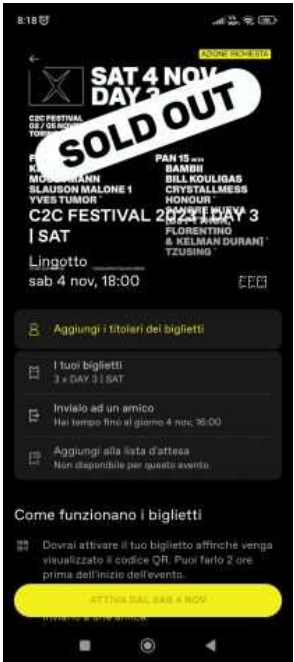 8:18
AZIONE RICHIESTA
SAT 4 NOV
DAY 3
C2C FESTIVAL
02 / 05 NOV
SOLD OUT
PAN 15
BAMBII
BILL KOULIGAS
SLAUSON MALONE 1
CRYSTALLMESS
YVES TUMOR
HONOUR
C2C FESTIVAL 2023 | DAY 3
| SAT
FLORENTINO
& KELMAN DURAN]
TZUSING
Lingotto
sab 4 nov, 18:00
Aggiungi i titolari dei biglietti
I tuoi biglietti
3 x DAY 3 | SAT
Invialo ad un amico
Hai tempo fino al giorno 4 nov, 16:00
Aggiungi alla lista d'attesa
Non disponibile per questo evento
Come funzionano i biglietti
Dovrai attivare il tuo biglietto affinché venga
visualizzato il codice QR. Puoi farlo 2 ore
prima dell'inizio dell'evento.
ATTIVA DAL SAB 4 NOV